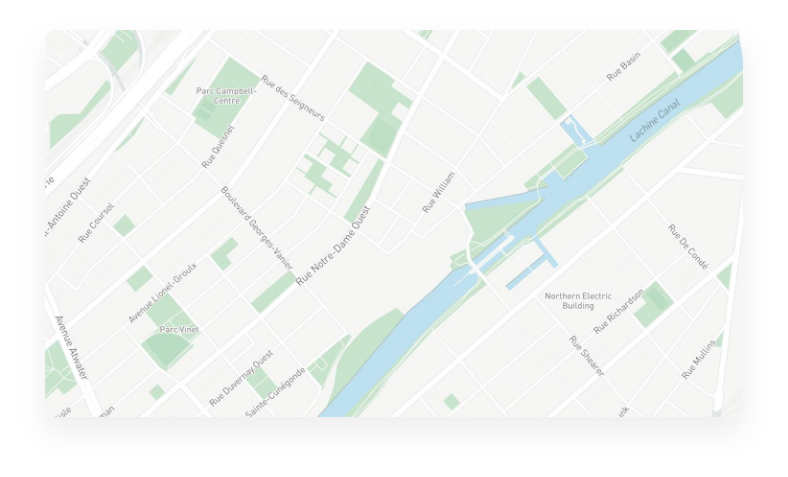 Rue Basin
Parc Campbell-
Centre
Rue des Seigneurs
Lachine Canal
Rue Quesnel
Rue William
Rue Coursol
Boulevard Georges-Vanier
Rue Notre-Dame Ouest
Rue De Condé
Avenue Lionel-Groulx
Northern Electric
Building
Rue Richardson
Parc Vinet
Avenue Atwater
Rue Shearer
Rue Mullins
Rue Duvernay Ouest
Sainte-Cunégonde